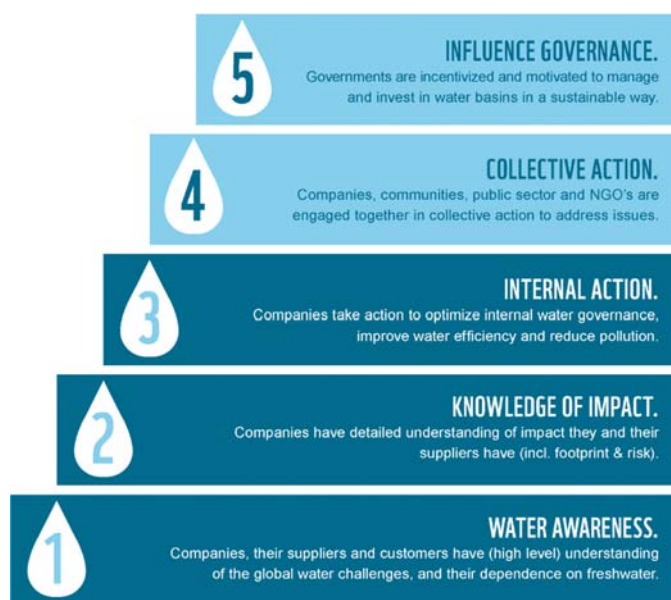 5
INFLUENCE GOVERNANCE.
Governments are incentivized and motivated to manage
and invest in water basins in a sustainable way.
4
COLLECTIVE ACTION.
Companies, communities, public sector and NGO's are
engaged together in collective action to address issues.
3
INTERNAL ACTION.
Companies take action to optimize internal water governance,
improve water efficiency and reduce pollution.
2
KNOWLEDGE OF IMPACT.
Companies have detailed understanding of impact they and their
suppliers have (incl. footprint & risk).
1
WATER AWARENESS.
Companies, their suppliers and customers have (high level) understanding
of the global water challenges, and their dependence on freshwater.